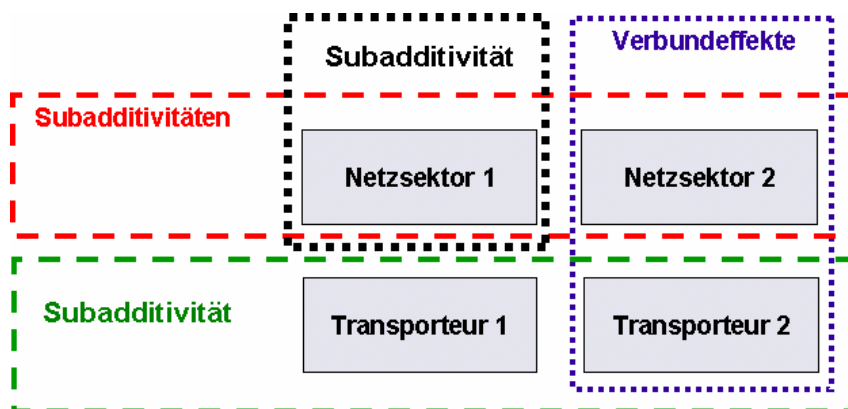 Subadditivität
Verbundeffekte
Subadditivitäten
Netzsektor 1
Netzsektor 2
Subadditivität
Transporteur 1
Transporteur 2